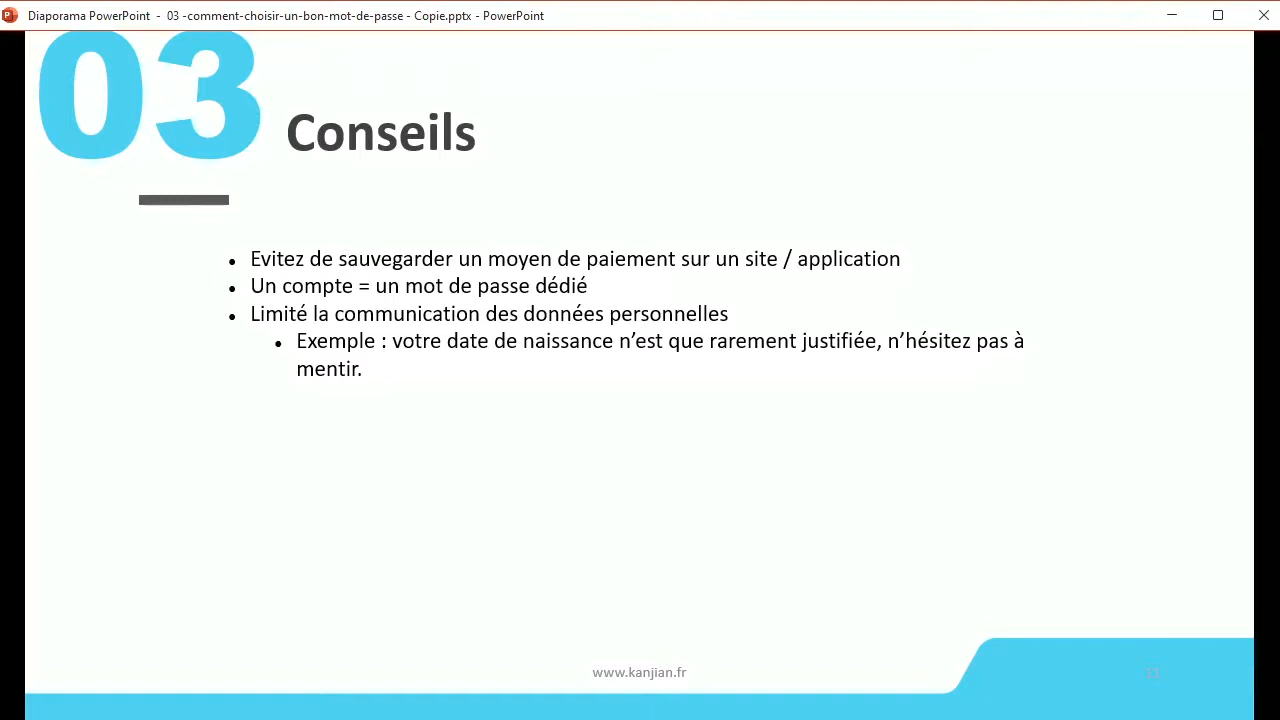 Diaporama PowerPoint - 03 -comment-choisir-un-bon-mot-de-passe - Copie.pptx - PowerPoint
03 Conseils
• Evitez de sauvegarder un moyen de paiement sur un site / application
• Un compte = un mot de passe dédié
• Limité la communication des données personnelles
• Exemple : votre date de naissance n’est que rarement justifiée, n’hésitez pas à
mentir.
www.kanjian.fr
11